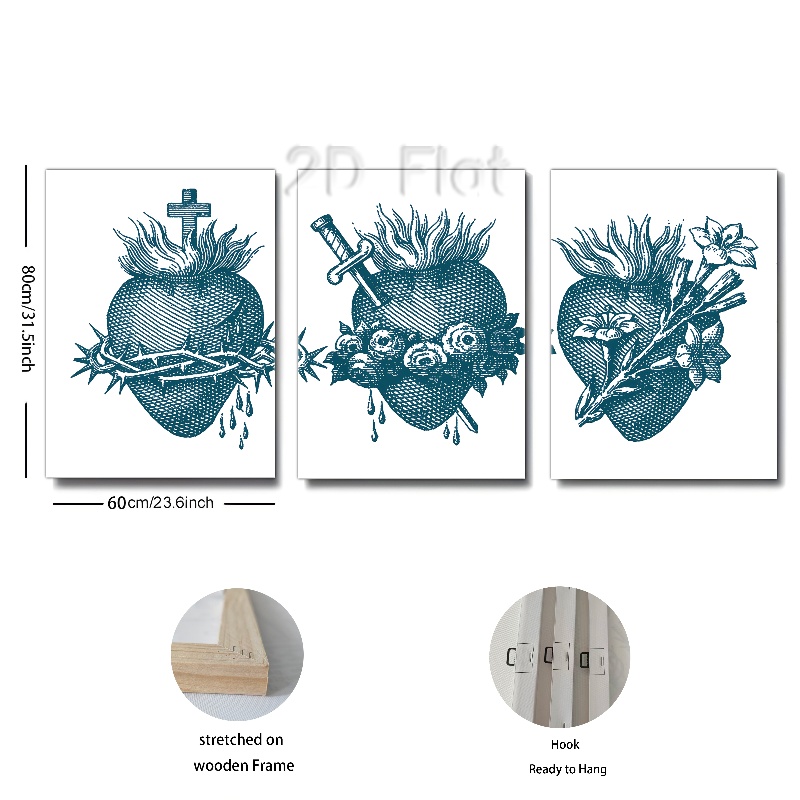 2D Flat
80cm/31.5inch
60cm/23.6inch
stretched on
wooden Frame
Hook
Ready to Hang